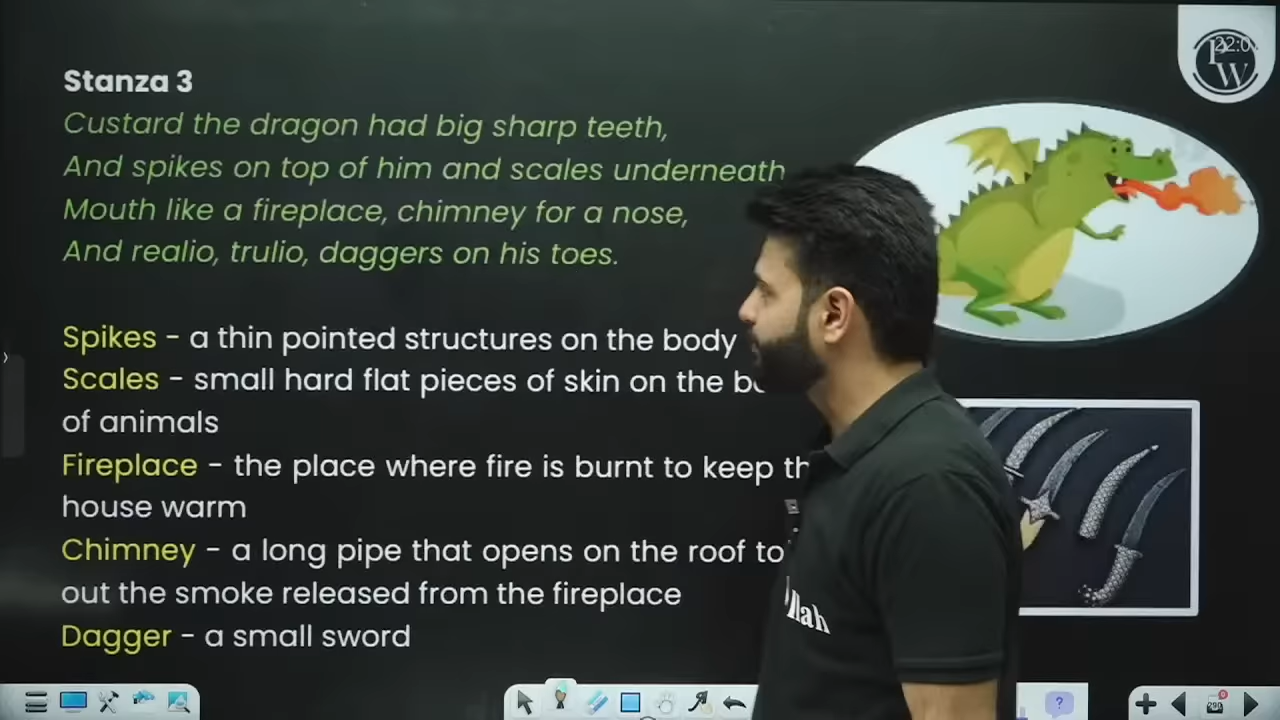 Stanza 3
Custard the dragon had big sharp teeth,
And spikes on top of him and scales underneath
Mouth like a fireplace, chimney for a nose,
And realio, trulio, daggers on his toes.
Spikes - a thin pointed structures on the body
Scales - small hard flat pieces of skin on the
of animals
Fireplace - the place where fire is burnt to keep
house warm
Chimney - a long pipe that opens on the roof to
out the smoke released from the fireplace
Dagger - a small sword
PW